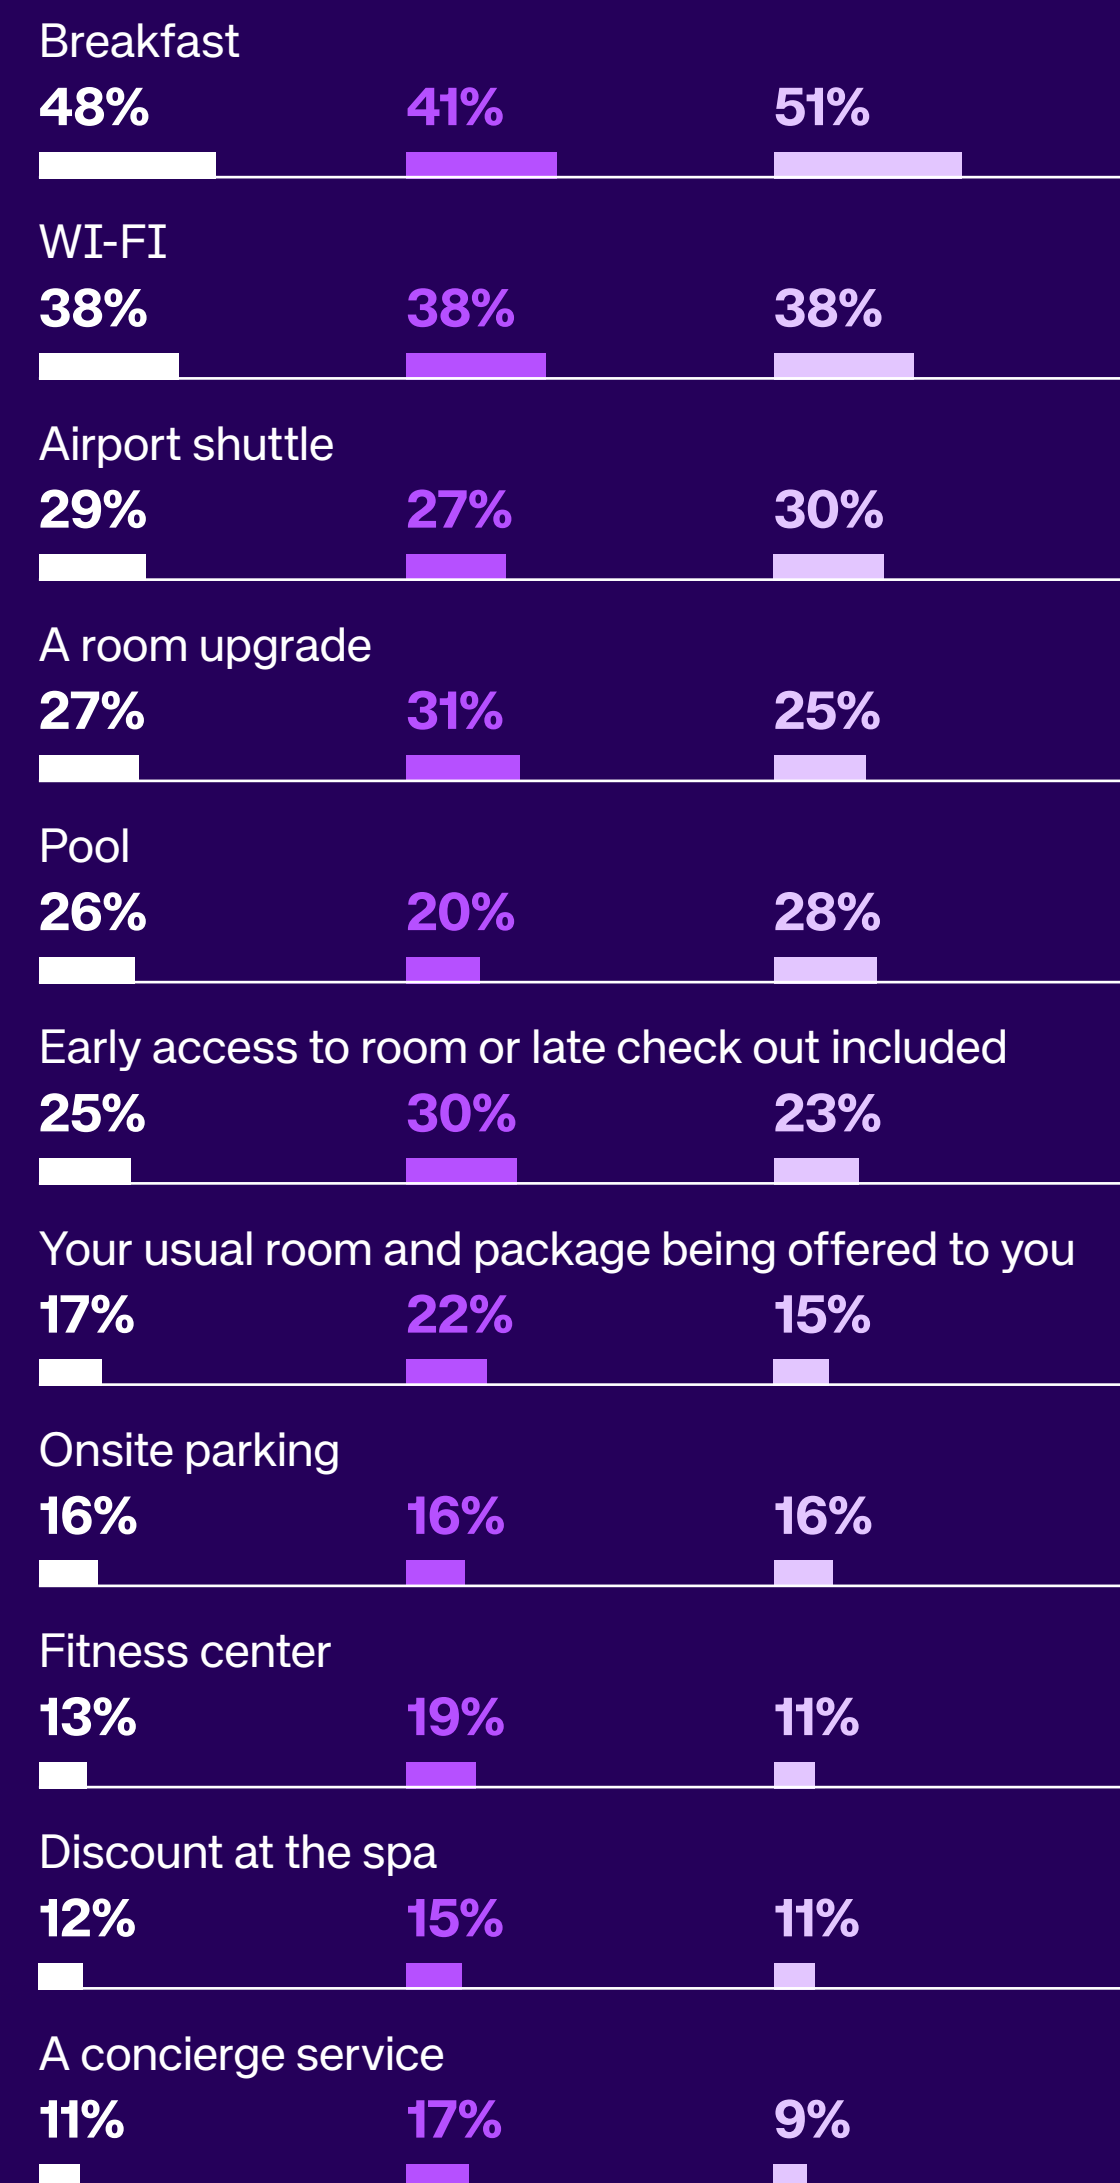 Breakfast
48% 41% 51%
WI-FI
38% 38% 38%
Airport shuttle
29% 27% 30%
A room upgrade
27% 31% 25%
Pool
26% 20% 28%
Early access to room or late check out included
25% 30% 23%
Your usual room and package being offered to you
17% 22% 15%
Onsite parking
16% 16% 16%
Fitness center
13% 19% 11%
Discount at the spa
12% 15% 11%
A concierge service
11% 17% 9%